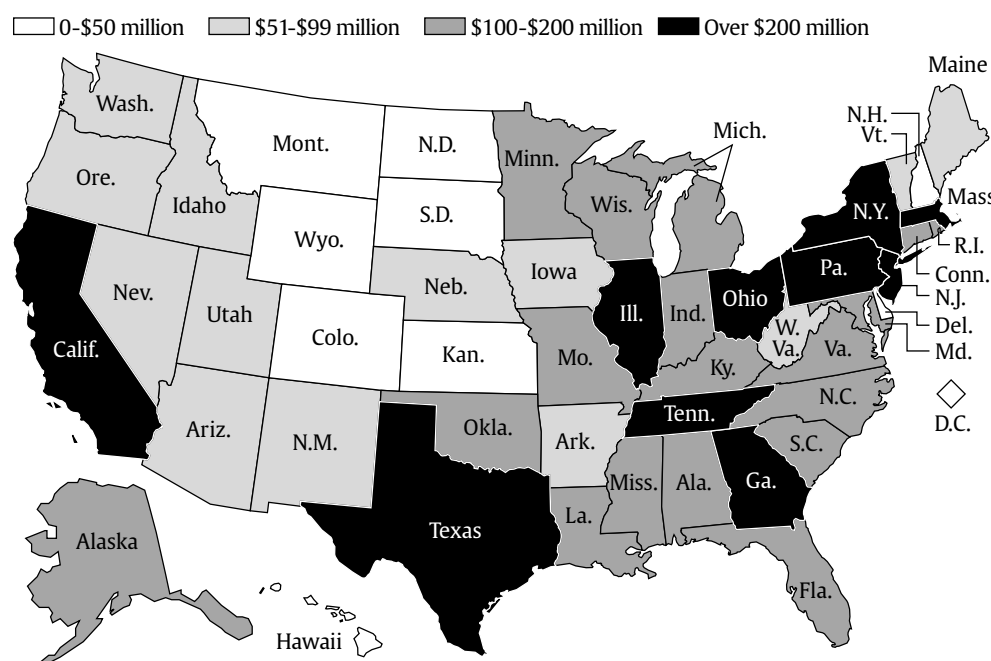 0-$50 million $51-$99 million $100-$200 million Over $200 million
Maine
Wash.
N.H.
Mont.
N.D.
Mich.
Vt.
Minn.
Ore.
Idaho
Wis.
Mass
S.D.
N.Y.
Wyo.
R.I.
Iowa
Pa.
Conn.
Nev.
Neb.
Ohio
N.J.
Utah
Ill.
Ind.
W.
Va.
Del.
Colo.
Calif.
Kan.
Mo.
Va.
Md.
Ky.
N.C.
Tenn.
D.C.
Ariz.
N.M.
Okla.
Ark.
S.C.
Miss.
Ala.
Ga.
La.
Texas
Alaska
Fla.
Hawaii